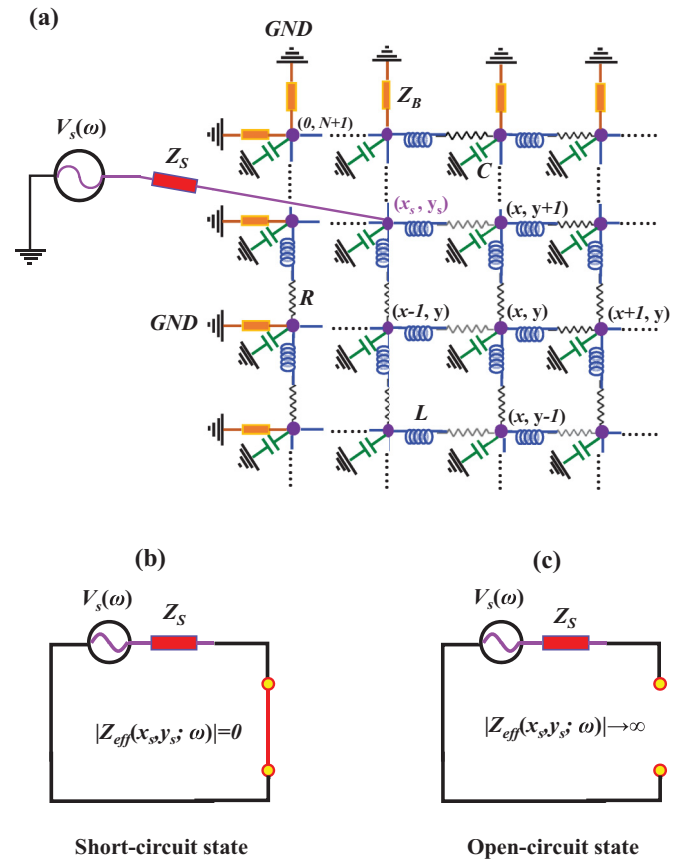 (a)
GND
V_s(ω)
Z_S
Z_B
(0, N+1)
C
(x_s, y_s)
(x, y+1)
R
GND
(x-1, y)
(x, y)
(x+1, y)
L
(x, y-1)
(b)
(c)
V_s(ω)
Z_S
V_s(ω)
Z_S
|Z_eff(x_s,y_s; ω)|=0
|Z_eff(x_s,y_s; ω)|→∞
Short-circuit state
Open-circuit state